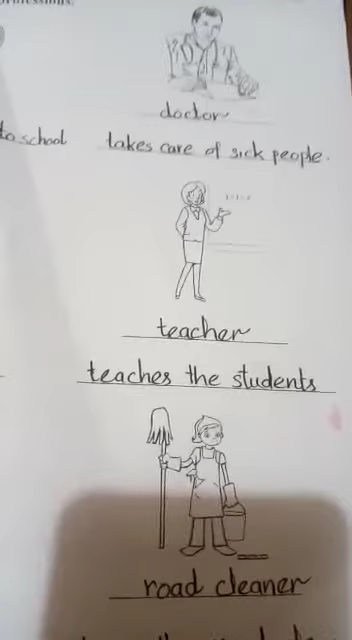 doctor
to school takes care of sick people.
teacher
teaches the students
road cleaner